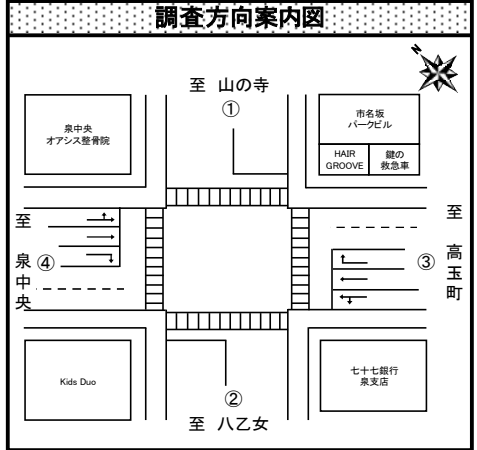 調査方向案内図
N
至 山の寺
①
泉中央
オアシス整骨院
市名坂
パークビル
HAIR
GROOVE
鍵の
救急車
至 泉中央
④
至 高玉町
③
Kids Duo
七十七銀行
泉支店
②
至 八乙女